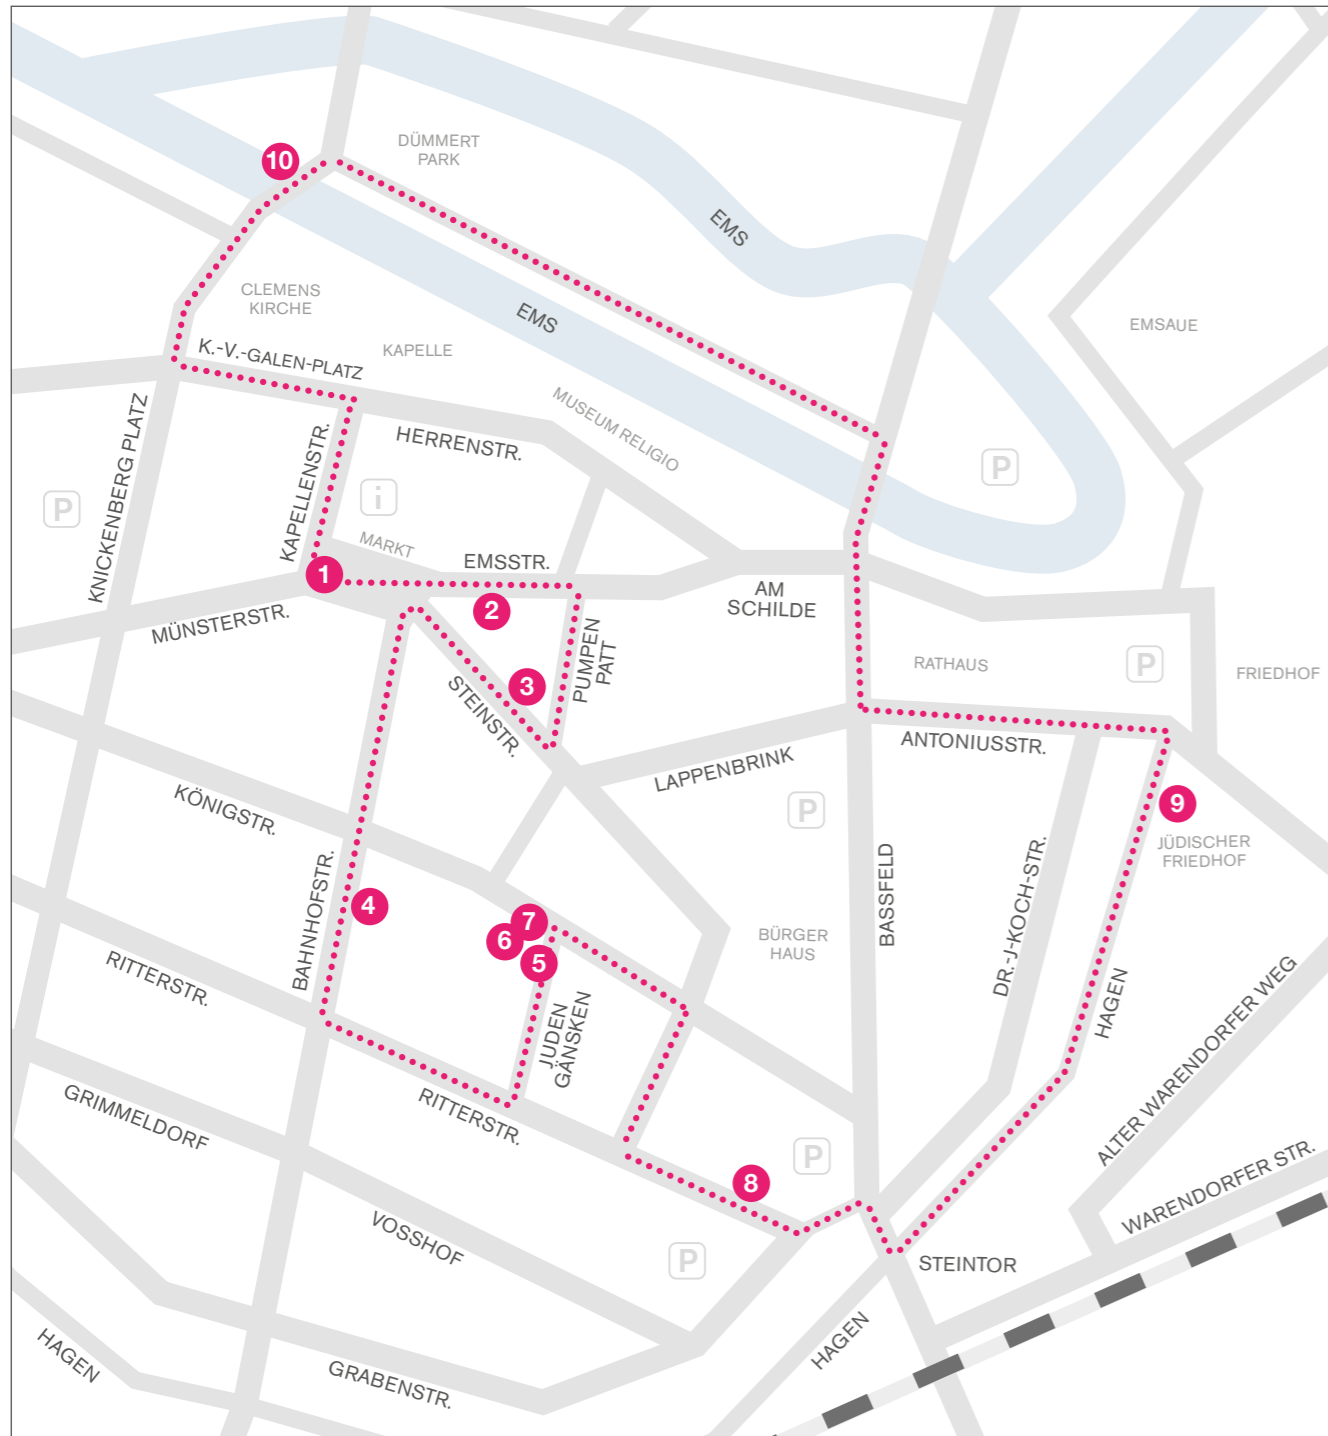 10
DÜMMERT
PARK
EMS
CLEMENS
KIRCHE
EMS
EMSAUE
K.-V.-GALEN-PLATZ
KAPELLE
MUSEUM RELIGIO
KNICKENBERG PLATZ
KAPELLENSTR.
HERRENSTR.
P
P
i
MARKT
EMSSTR.
1
AM
SCHILDE
2
MÜNSTERSTR.
PUMPEN
PATT
RATHAUS
P
FRIEDHOF
3
STEINSTR.
ANTONIUSSTR.
LAPPENBRINK
KÖNIGSTR.
P
9
JÜDISCHER
FRIEDHOF
BAHNHOFSTR.
4
7
6
5
BÜRGER
HAUS
BASSFELD
DR.-J-KOCH-STR.
RITTERSTR.
JUDEN
GÄNSKEN
HAGEN
ALTER WARENDORFER WEG
GRIMMELDORF
RITTERSTR.
P
8
WARENDORFER STR.
VOSSHOF
P
STEINTOR
HAGEN
HAGEN
GRABENSTR.